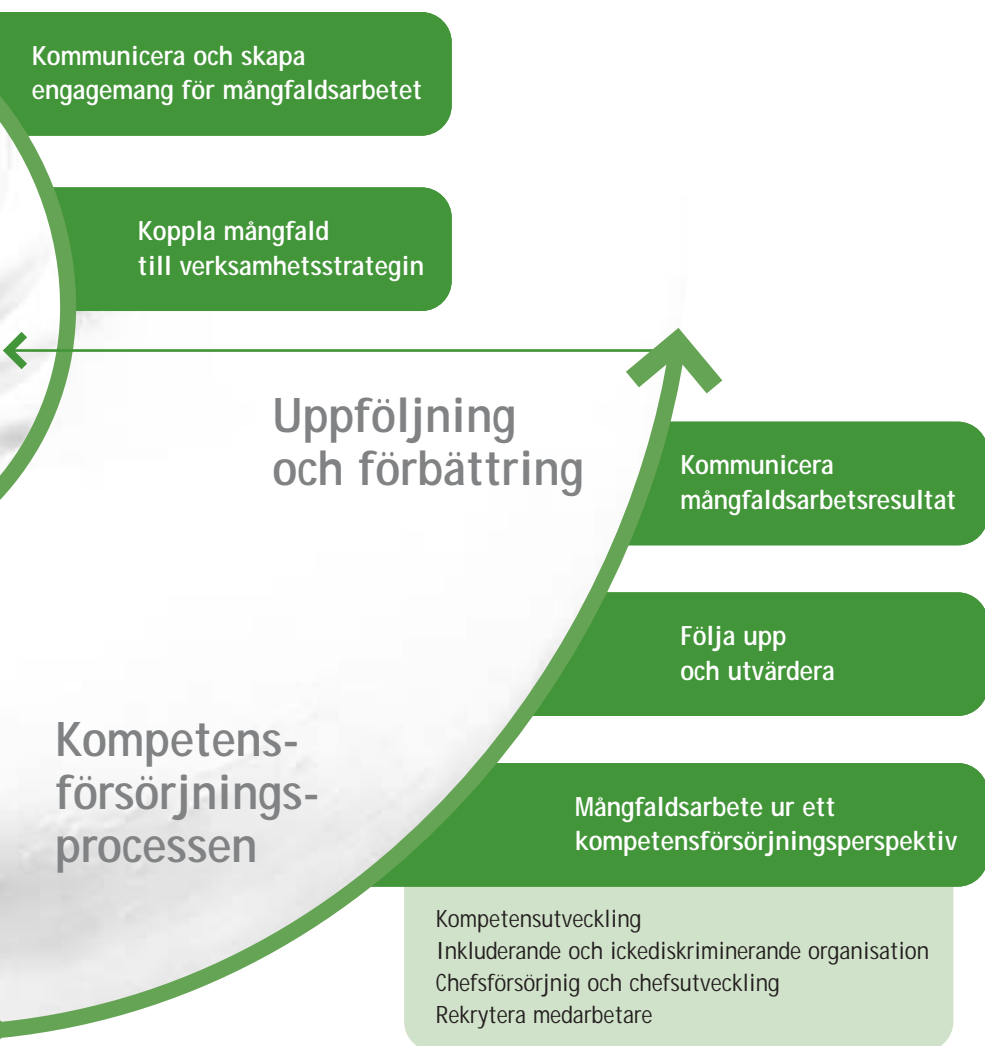 Kommunicera och skapa
engagemang för mångfaldsarbetet
Koppla mångfald
till verksamhetsstrategin
Uppföljning
och förbättring
Kommunicera
mångfaldsarbetsresultat
Följa upp
och utvärdera
Kompetens-
försörjnings-
processen
Mångfaldsarbete ur ett
kompetensförsörjningsperspektiv
Kompetensutveckling
Inkluderande och ickediskriminerande organisation
Chefsförsörjnig och chefsutveckling
Rekrytera medarbetare